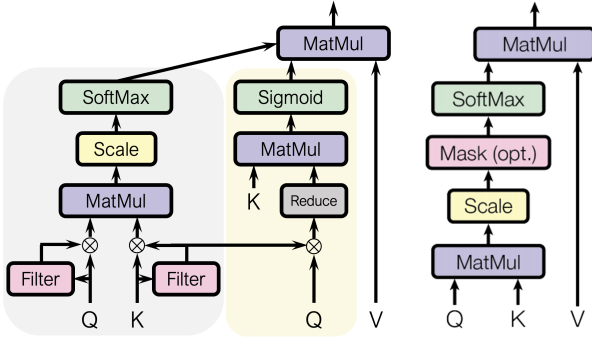 MatMul
MatMul
SoftMax
Sigmoid
SoftMax
Scale
MatMul
Mask (opt.)
MatMul
K
Reduce
Scale
Filter
Filter
MatMul
Q
K
Q
V
Q
K
V